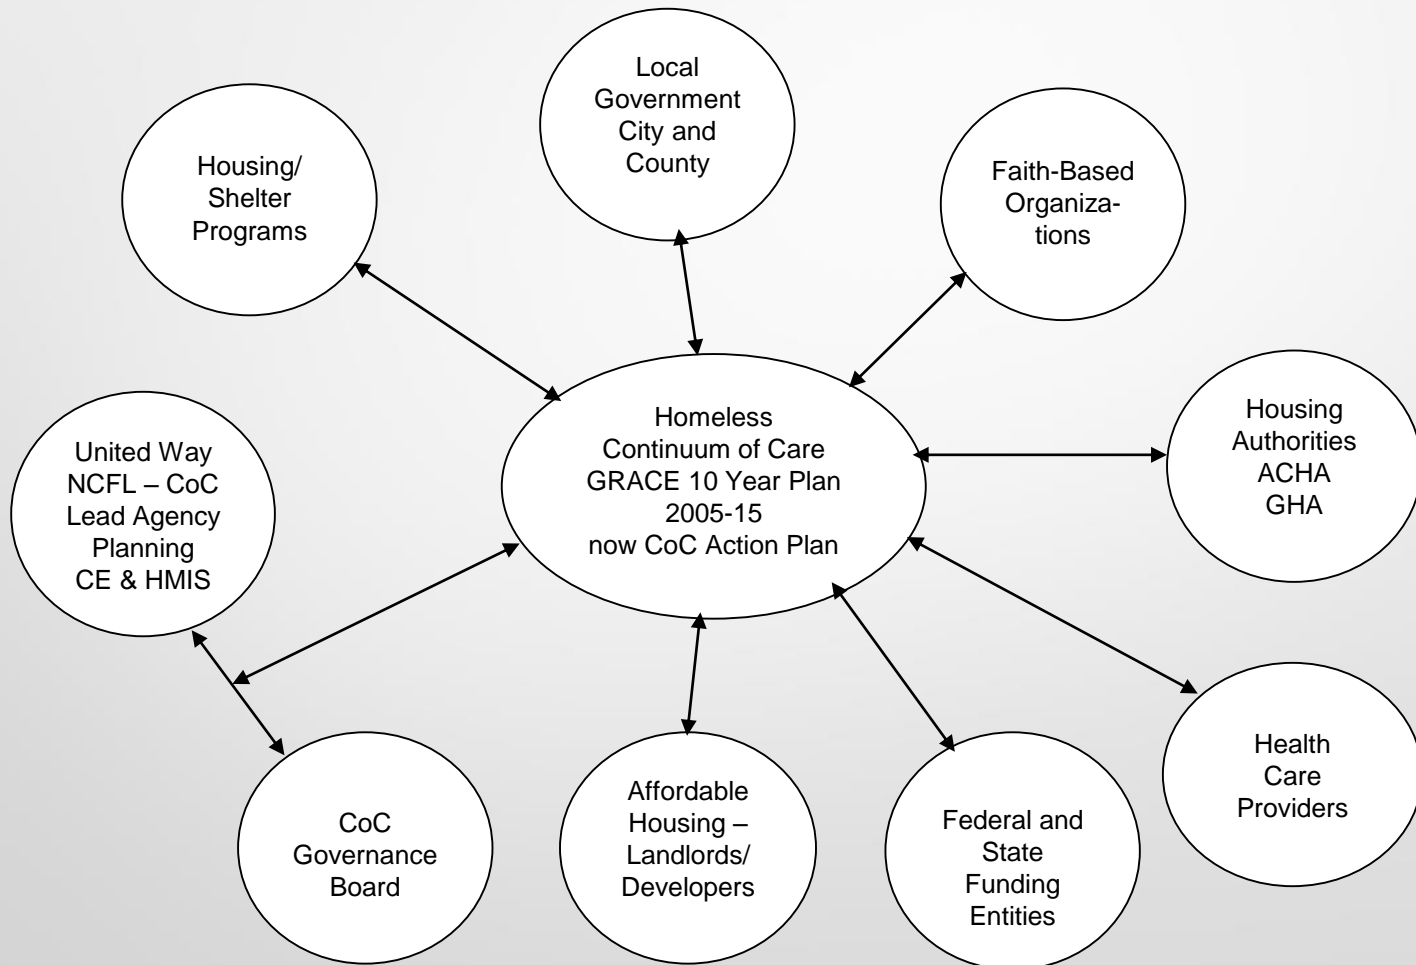 Local
Government
City and
County
Housing/
Shelter
Programs
Faith-Based
Organiza-
tions
Homeless
Continuum of Care
GRACE 10 Year Plan
2005-15
now CoC Action Plan
Housing
Authorities
ACHA
GHA
United Way
NCFL – CoC
Lead Agency
Planning
CE & HMIS
Health
Care
Providers
CoC
Governance
Board
Affordable
Housing –
Landlords/
Developers
Federal and
State
Funding
Entities